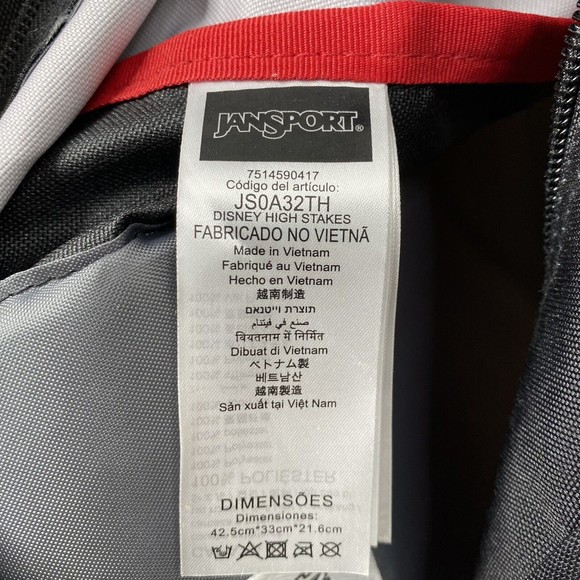 JANSPORT®
7514590417
Código del artículo:
JS0A32TH
DISNEY HIGH STAKES
FABRICADO NO VIETNÃ
Made in Vietnam
Fabriqué au Vietnam
Hecho en Vietnam
越南制造
תוצרת וייטנאם
صنع في فيتنام
वियतनाम में निर्मित
Dibuat di Vietnam
ベトナム製
베트남산
越南製造
Sản xuất tại Việt Nam
100% POLIÉSTER
DIMENSÕES
Dimensiones:
42.5cm*33cm*21.6cm